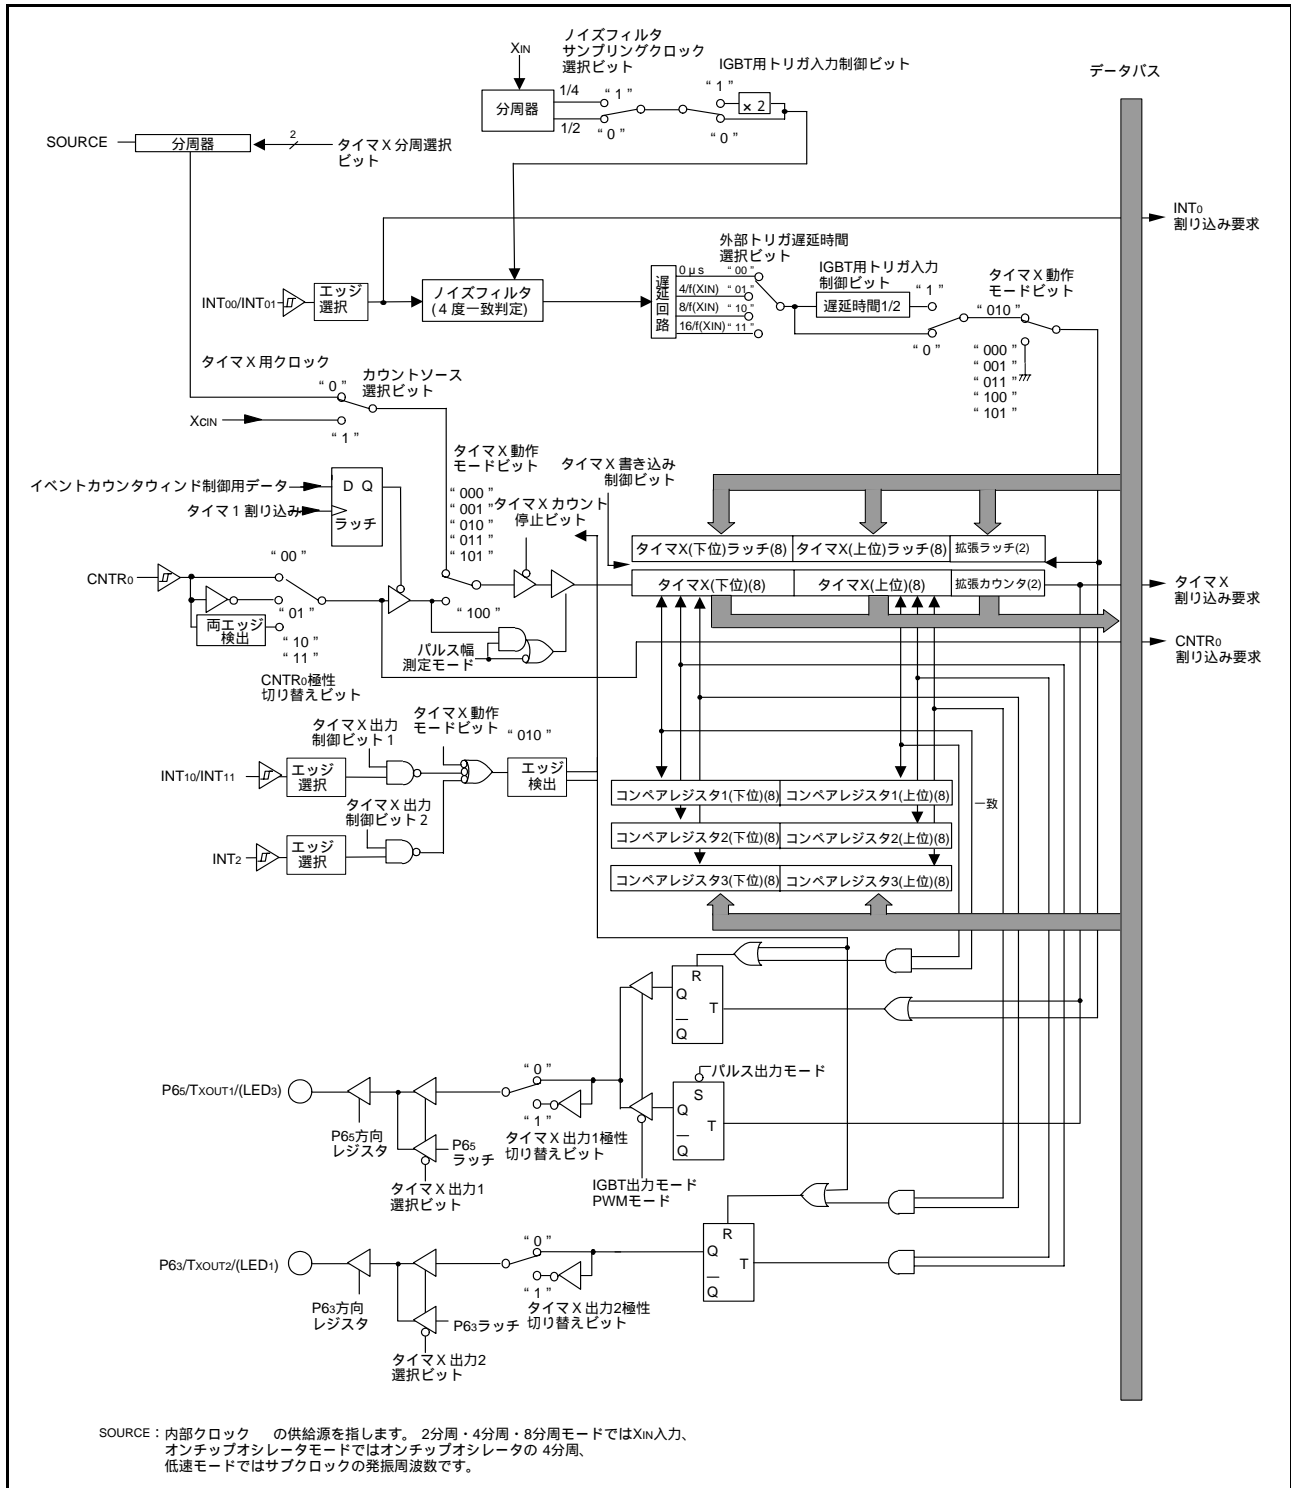 XIN
ノイズフィルタ
サンプリングクロック
選択ビット
IGBT用トリガ入力制御ビット
データバス
1/4
“ 1 ”
“ 1 ”
分周器
× 2
1/2
“ 0 ”
“ 0 ”
SOURCE
分周器
2
タイマX 分周選択
ビット
INT0
割り込み要求
外部トリガ遅延時間
選択ビット
IGBT用トリガ入力
制御ビット
タイマX 動作
モードビット
INT00/INT01
エッジ
選択
ノイズフィルタ
(４度一致判定)
遅延回路
0 μs “ 00 ”
4/f(XIN) “ 01 ”
8/f(XIN) “ 10 ”
16/f(XIN) “ 11 ”
遅延時間1/2
“ 1 ”
“ 0 ”
“ 010 ”
“ 000 ”
“ 001 ”
“ 011 ”
“ 100 ”
“ 101 ”
タイマX 用クロック
“ 0 ”
カウントソース
選択ビット
XCIN
“ 1 ”
タイマX 動作
モードビット
“ 000 ”
“ 001 ”
“ 010 ”
“ 011 ”
“ 101 ”
タイマX 書き込み
制御ビット
タイマX カウント
停止ビット
イベントカウンタウィンド制御用データ
タイマ１割り込み
D Q
ラッチ
タイマX(下位)ラッチ(8)
タイマX(上位)ラッチ(8)
拡張ラッチ(2)
タイマX(下位)(8)
タイマX(上位)(8)
拡張カウンタ(2)
タイマX
割り込み要求
CNTR0
“ 00 ”
“ 01 ”
両エッジ
検出
“ 10 ”
“ 11 ”
CNTR0極性
切り替えビット
“ 100 ”
パルス幅
測定モード
CNTR0
割り込み要求
タイマX 出力
制御ビット１
タイマX 動作
モードビット
“ 010 ”
INT10/INT11
エッジ
選択
エッジ
検出
タイマX 出力
制御ビット２
INT2
エッジ
選択
コンペアレジスタ1(下位)(8)
コンペアレジスタ1(上位)(8)
一致
コンペアレジスタ2(下位)(8)
コンペアレジスタ2(上位)(8)
コンペアレジスタ3(下位)(8)
コンペアレジスタ3(上位)(8)
R
Q
T
Q
パルス出力モード
S
Q
T
Q
P65/TXOUT1/(LED3)
“ 0 ”
“ 1 ”
タイマX 出力1極性
切り替えビット
P65方向
レジスタ
P65
ラッチ
タイマX 出力1
選択ビット
IGBT出力モード
PWMモード
R
Q
T
Q
P63/TXOUT2/(LED1)
“ 0 ”
“ 1 ”
タイマX 出力2極性
切り替えビット
P63方向
レジスタ
P63ラッチ
タイマX 出力2
選択ビット
SOURCE：内部クロック　の供給源を指します。 2分周・4分周・8分周モードではXIN入力、
オンチップオシレータモードではオンチップオシレータの 4分周、
低速モードではサブクロックの発振周波数です。